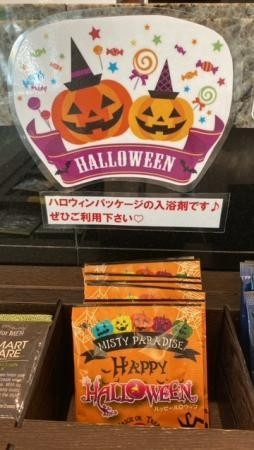 HALLOWEEN
ハロウィンパッケージの入浴剤です♪
ぜひご利用下さい♡
MISTY PARADISE
HAPPY
HALLOWEEN
ハッピーハロウィン
for MEN